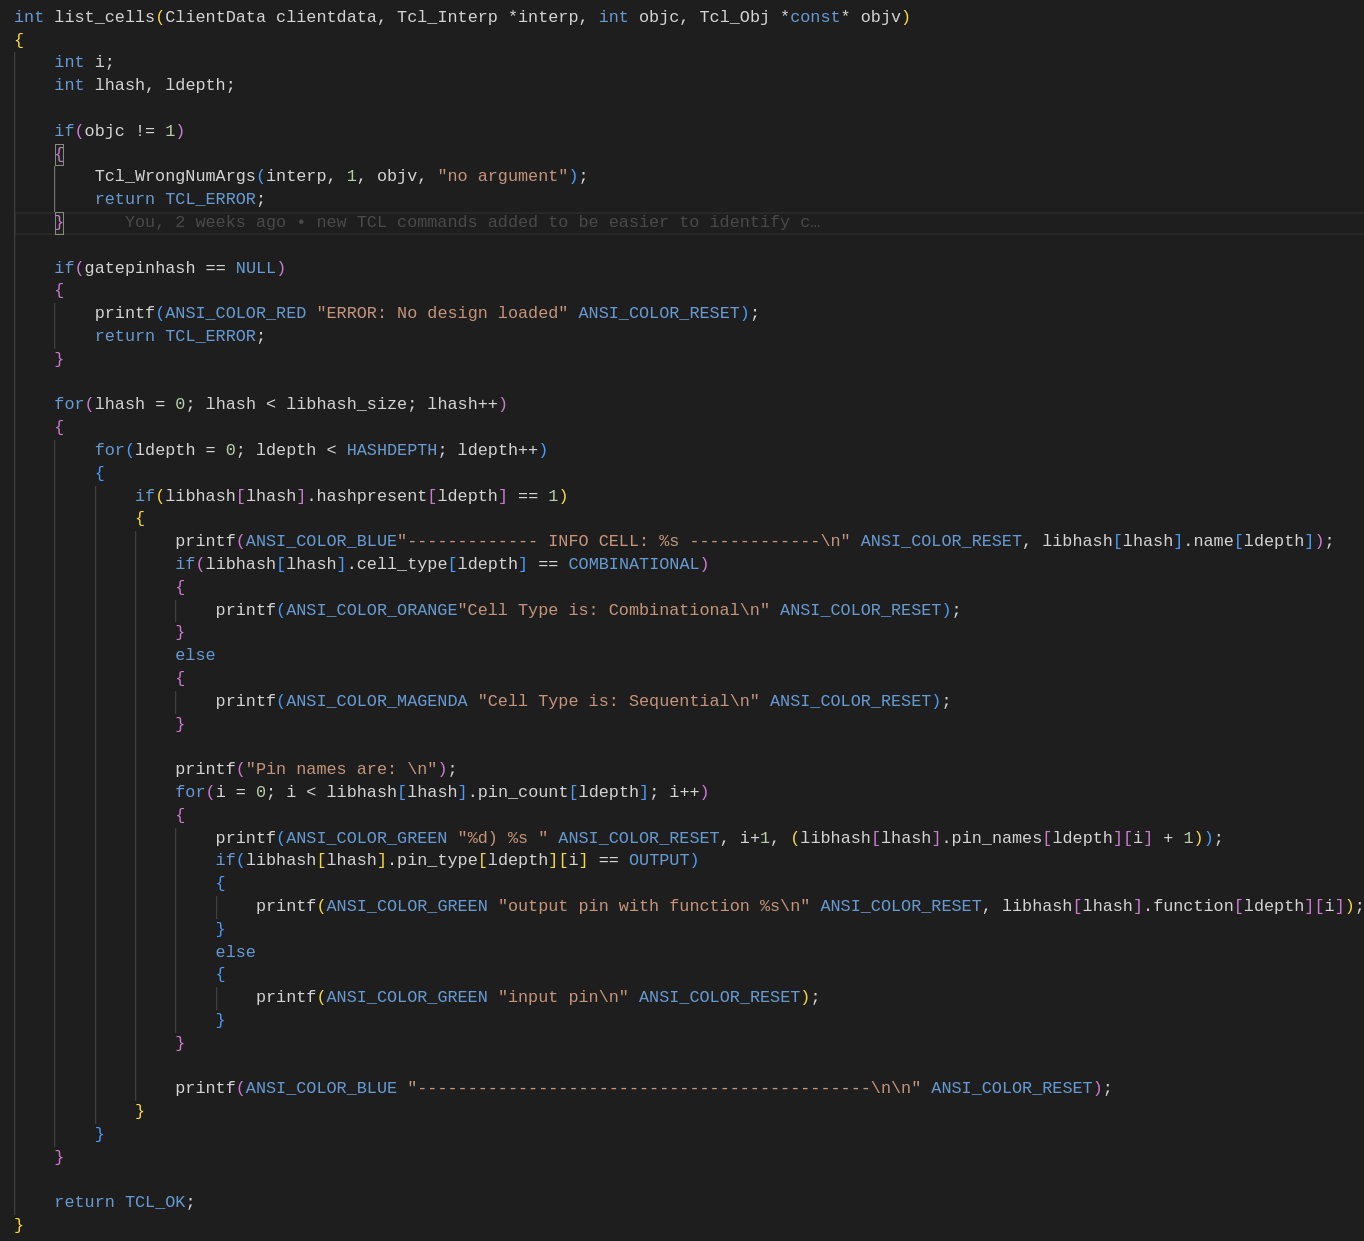 int list_cells(ClientData clientdata, Tcl_Interp *interp, int objc, Tcl_Obj *const* objv)
{
    int i;
    int lhash, ldepth;

    if(objc != 1)
    {
        Tcl_WrongNumArgs(interp, 1, objv, "no argument");
        return TCL_ERROR;
    }      You, 2 weeks ago • new TCL commands added to be easier to identify c…

    if(gatepinhash == NULL)
    {
        printf(ANSI_COLOR_RED "ERROR: No design loaded" ANSI_COLOR_RESET);
        return TCL_ERROR;
    }

    for(lhash = 0; lhash < libhash_size; lhash++)
    {
        for(ldepth = 0; ldepth < HASHDEPTH; ldepth++)
        {
            if(libhash[lhash].hashpresent[ldepth] == 1)
            {
                printf(ANSI_COLOR_BLUE"------------- INFO CELL: %s -------------\n" ANSI_COLOR_RESET, libhash[lhash].name[ldepth]);
                if(libhash[lhash].cell_type[ldepth] == COMBINATIONAL)
                {
                    printf(ANSI_COLOR_ORANGE"Cell Type is: Combinational\n" ANSI_COLOR_RESET);
                }
                else
                {
                    printf(ANSI_COLOR_MAGENDA "Cell Type is: Sequential\n" ANSI_COLOR_RESET);
                }

                printf("Pin names are: \n");
                for(i = 0; i < libhash[lhash].pin_count[ldepth]; i++)
                {
                    printf(ANSI_COLOR_GREEN "%d) %s " ANSI_COLOR_RESET, i+1, (libhash[lhash].pin_names[ldepth][i] + 1));
                    if(libhash[lhash].pin_type[ldepth][i] == OUTPUT)
                    {
                        printf(ANSI_COLOR_GREEN "output pin with function %s\n" ANSI_COLOR_RESET, libhash[lhash].function[ldepth][i]);
                    }
                    else
                    {
                        printf(ANSI_COLOR_GREEN "input pin\n" ANSI_COLOR_RESET);
                    }
                }

                printf(ANSI_COLOR_BLUE "---------------------------------------------\n\n" ANSI_COLOR_RESET);
            }
        }
    }

    return TCL_OK;
}